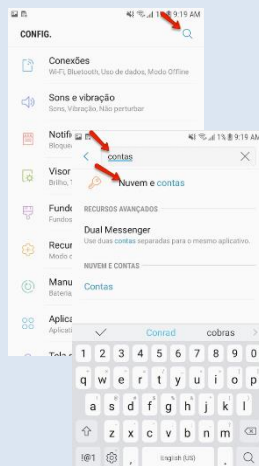 1% 9:19 AM
CONFIG.
Conexões
Wi-Fi, Bluetooth, Uso de dados, Modo Offline
Sons e vibração
Sons, Vibração, Não perturbar
Notifi
Bloque
Visor
Brilho, T
Fundo
Fundos
Recur
Modo c
Manu
Bateria,
Aplica
Aplicati
1% 9:19 AM
contas
Nuvem e contas
RECURSOS AVANÇADOS
Dual Messenger
Use duas contas separadas para o mesmo aplicativo.
NUVEM E CONTAS
Contas
Conrad cobras
1 2 3 4 5 6 7 8 9 0
q w e r t y u i o p
a s d f g h j k l
z x c v b n m
!#1 , English (US) .